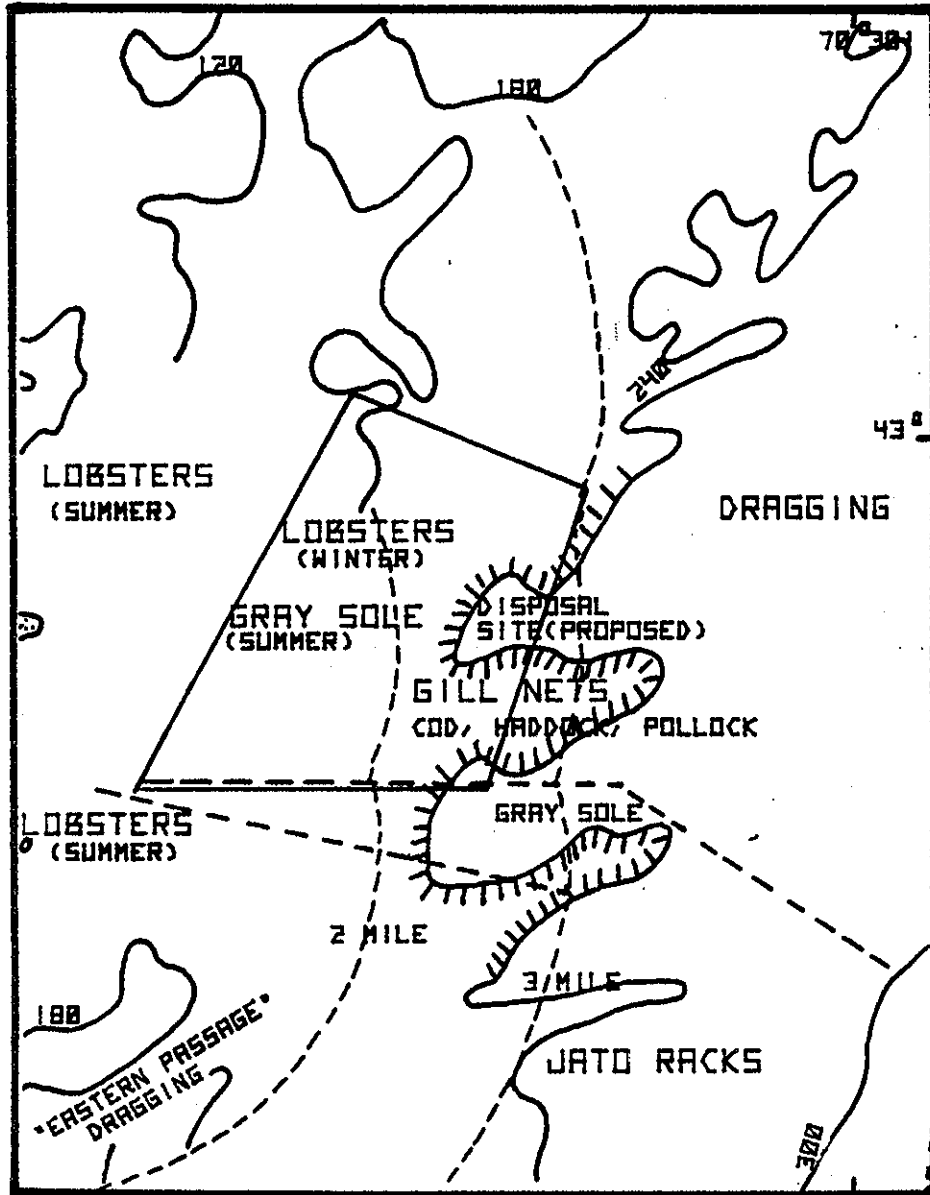 70° 30'
120
180
240
43°
LOBSTERS
(SUMMER)
DRAGGING
LOBSTERS
(WINTER)
GRAY SOLE
(SUMMER)
DISPOSAL
SITE(PROPOSED)
GILL NETS
COD, HADDOCK, POLLOCK
GRAY SOLE
LOBSTERS
(SUMMER)
2 MILE
3 MILE
180
"EASTERN PASSAGE"
DRAGGING
JATO RACKS
300